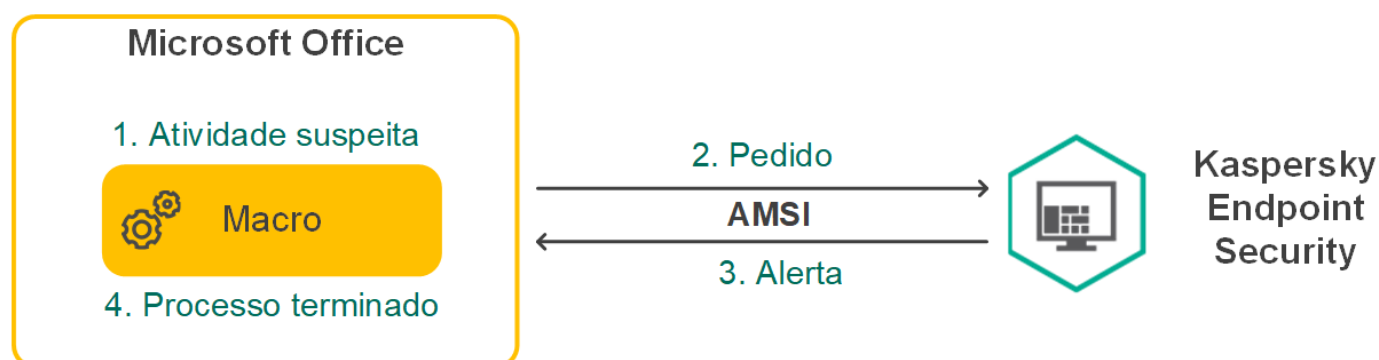 Microsoft Office
1. Atividade suspeita
Macro
4. Processo terminado
2. Pedido
AMSI
3. Alerta
Kaspersky
Endpoint
Security